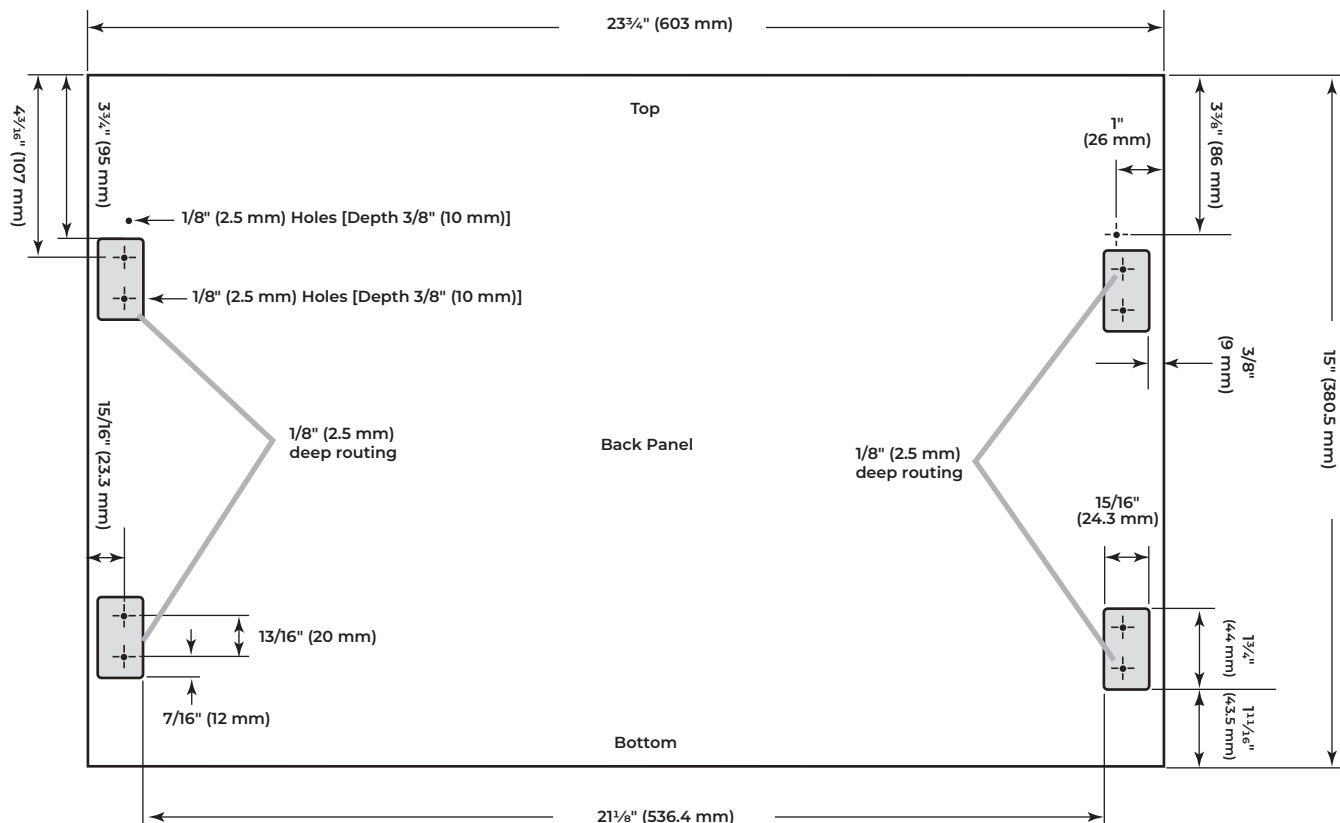 23¾" (603 mm)
Top
4³⁄₁₆" (107 mm)
3¾" (95 mm)
1"
(26 mm)
3⅜" (86 mm)
1/8" (2.5 mm) Holes [Depth 3/8" (10 mm)]
1/8" (2.5 mm) Holes [Depth 3/8" (10 mm)]
3/8"
(9 mm)
15" (380.5 mm)
15/16" (23.3 mm)
1/8" (2.5 mm)
deep routing
Back Panel
1/8" (2.5 mm)
deep routing
15/16"
(24.3 mm)
13/16" (20 mm)
1¾"
(44 mm)
7/16" (12 mm)
1¹¹⁄₁₆"
(43.5 mm)
Bottom
21⅛" (536.4 mm)